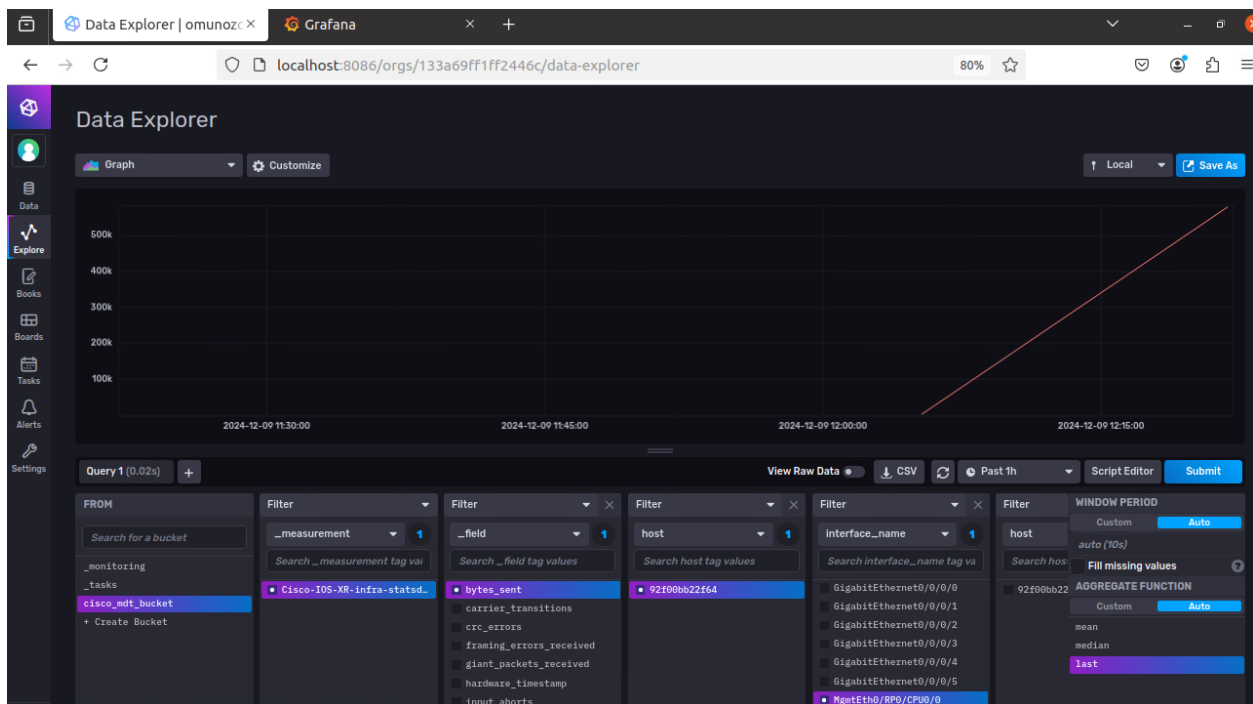 Data Explorer | omunozc
Grafana
localhost:8086/orgs/133a69ff1ff2446c/data-explorer
80%
Data Explorer
Graph
Customize
Local
Save As
Data
Explore
Books
Boards
Tasks
Alerts
Settings
500k
400k
300k
200k
100k
2024-12-09 11:30:00
2024-12-09 11:45:00
2024-12-09 12:00:00
2024-12-09 12:15:00
Query 1 (0.02s)
+
View Raw Data
CSV
Past 1h
Script Editor
Submit
FROM
Search for a bucket
_monitoring
_tasks
cisco_mdt_bucket
+ Create Bucket
Filter
_measurement
1
Search _measurement tag val
Cisco-IOS-XR-infra-statsd…
Filter
_field
1
Search _field tag values
bytes_sent
carrier_transitions
crc_errors
framing_errors_received
giant_packets_received
hardware_timestamp
input_aborts
Filter
host
1
Search host tag values
92f00bb22f64
Filter
interface_name
1
Search interface_name tag va
GigabitEthernet0/0/0/0
GigabitEthernet0/0/0/1
GigabitEthernet0/0/0/2
GigabitEthernet0/0/0/3
GigabitEthernet0/0/0/4
GigabitEthernet0/0/0/5
MgmtEth0/RP0/CPU0/0
Filter
host
Search hos
92f00bb22
WINDOW PERIOD
Custom
Auto
auto (10s)
Fill missing values
?
AGGREGATE FUNCTION
Custom
Auto
mean
median
last